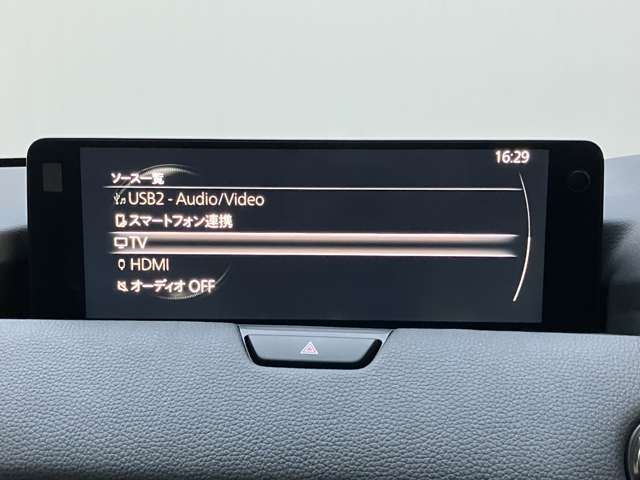 16:29
ソース一覧
USB2 - Audio/Video
スマートフォン連携
TV
HDMI
オーディオ OFF